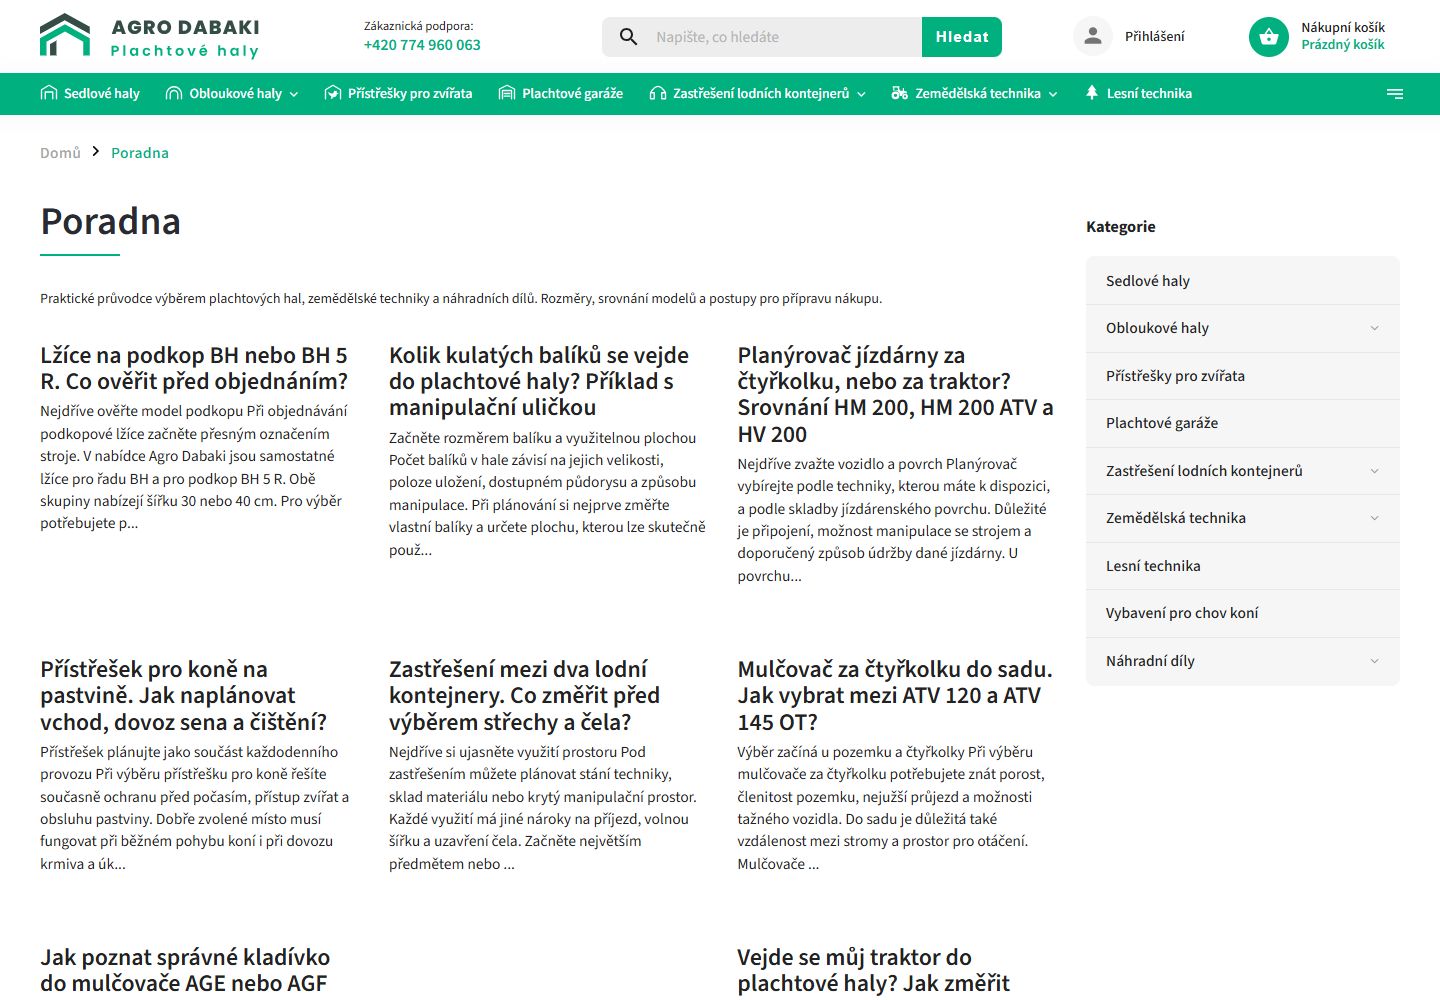 AGRO DABAKI
Plachtové haly
Zákaznická podpora:
+420 774 960 063
Napište, co hledáte
Hledat
Přihlášení
Nákupní košík
Prázdný košík
Sedlové haly
Obloukové haly
Přístřešky pro zvířata
Plachtové garáže
Zastřešení lodních kontejnerů
Zemědělská technika
Lesní technika
Domů
Poradna
Poradna
Praktické průvodce výběrem plachtových hal, zemědělské techniky a náhradních dílů. Rozměry, srovnání modelů a postupy pro přípravu nákupu.
Lžíce na podkop BH nebo BH 5
R. Co ověřit před objednáním?
Nejdříve ověřte model podkopu Při objednávání
podkopové lžíce začněte přesným označením
stroje. V nabídce Agro Dabaki jsou samostatné
lžíce pro řadu BH a pro podkop BH 5 R. Obě
skupiny nabízejí šířku 30 nebo 40 cm. Pro výběr
potřebujete p...
Kolik kulatých balíků se vejde
do plachtové haly? Příklad s
manipulační uličkou
Začněte rozměrem balíku a využitelnou plochou
Počet balíků v hale závisí na jejich velikosti,
poloze uložení, dostupném půdorysu a způsobu
manipulace. Při plánování si nejprve změřte
vlastní balíky a určete plochu, kterou lze skutečně
použ...
Planýrovač jízdárny za
čtyřkolku, nebo za traktor?
Srovnání HM 200, HM 200 ATV a
HV 200
Nejdříve zvažte vozidlo a povrch Planýrovač
vybírejte podle techniky, kterou máte k dispozici,
a podle skladby jízdárenského povrchu. Důležité
je připojení, možnost manipulace se strojem a
doporučený způsob údržby dané jízdárny. U
povrchu...
Přístřešek pro koně na
pastvině. Jak naplánovat
vchod, dovoz sena a čištění?
Přístřešek plánujte jako součást každodenního
provozu Při výběru přístřešku pro koně řešíte
současně ochranu před počasím, přístup zvířat a
obsluhu pastviny. Dobře zvolené místo musí
fungovat při běžném pohybu koní i při dovozu
krmiva a úk...
Zastřešení mezi dva lodní
kontejnery. Co změřit před
výběrem střechy a čela?
Nejdříve si ujasněte využití prostoru Pod
zastřešením můžete plánovat stání techniky,
sklad materiálu nebo krytý manipulační prostor.
Každé využití má jiné nároky na příjezd, volnou
šířku a uzavření čela. Začněte největším
předmětem nebo ...
Mulčovač za čtyřkolku do sadu.
Jak vybrat mezi ATV 120 a ATV
145 OT?
Výběr začíná u pozemku a čtyřkolky Při výběru
mulčovače za čtyřkolku potřebujete znát porost,
členitost pozemku, nejužší průjezd a možnosti
tažného vozidla. Do sadu je důležitá také
vzdálenost mezi stromy a prostor pro otáčení.
Mulčovače ...
Jak poznat správné kladívko
do mulčovače AGE nebo AGF
Vejde se můj traktor do
plachtové haly? Jak změřit
Kategorie
Sedlové haly
Obloukové haly
Přístřešky pro zvířata
Plachtové garáže
Zastřešení lodních kontejnerů
Zemědělská technika
Lesní technika
Vybavení pro chov koní
Náhradní díly